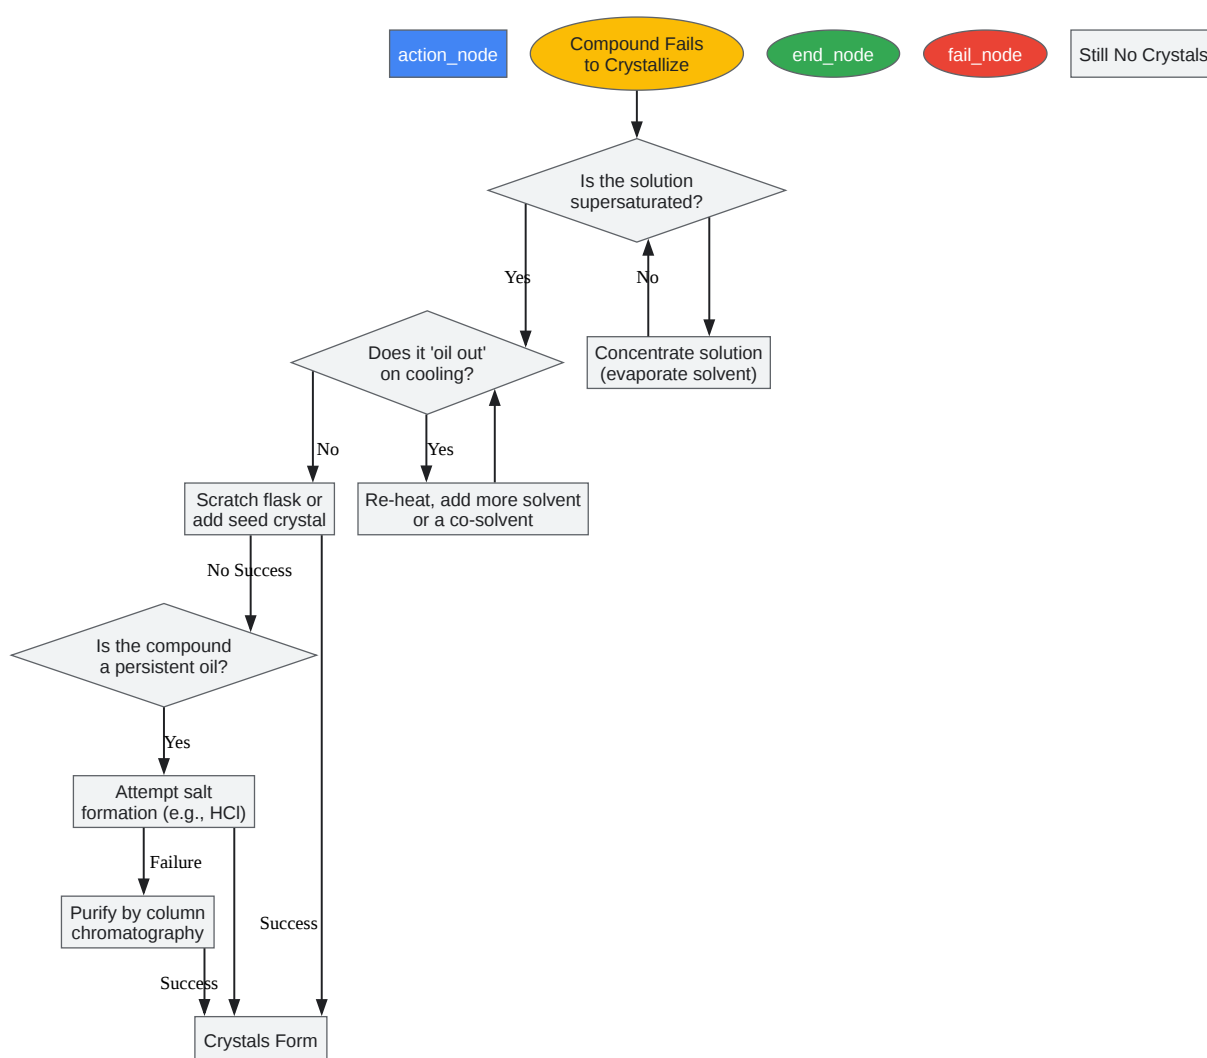 action_node
Compound Fails
to Crystallize
end_node
fail_node
Still No Crystals
Is the solution
supersaturated?
Yes
No
Does it 'oil out'
on cooling?
Concentrate solution
(evaporate solvent)
No
Yes
Scratch flask or
add seed crystal
Re-heat, add more solvent
or a co-solvent
No Success
Is the compound
a persistent oil?
Yes
Attempt salt
formation (e.g., HCl)
Failure
Purify by column
chromatography
Success
Success
Crystals Form